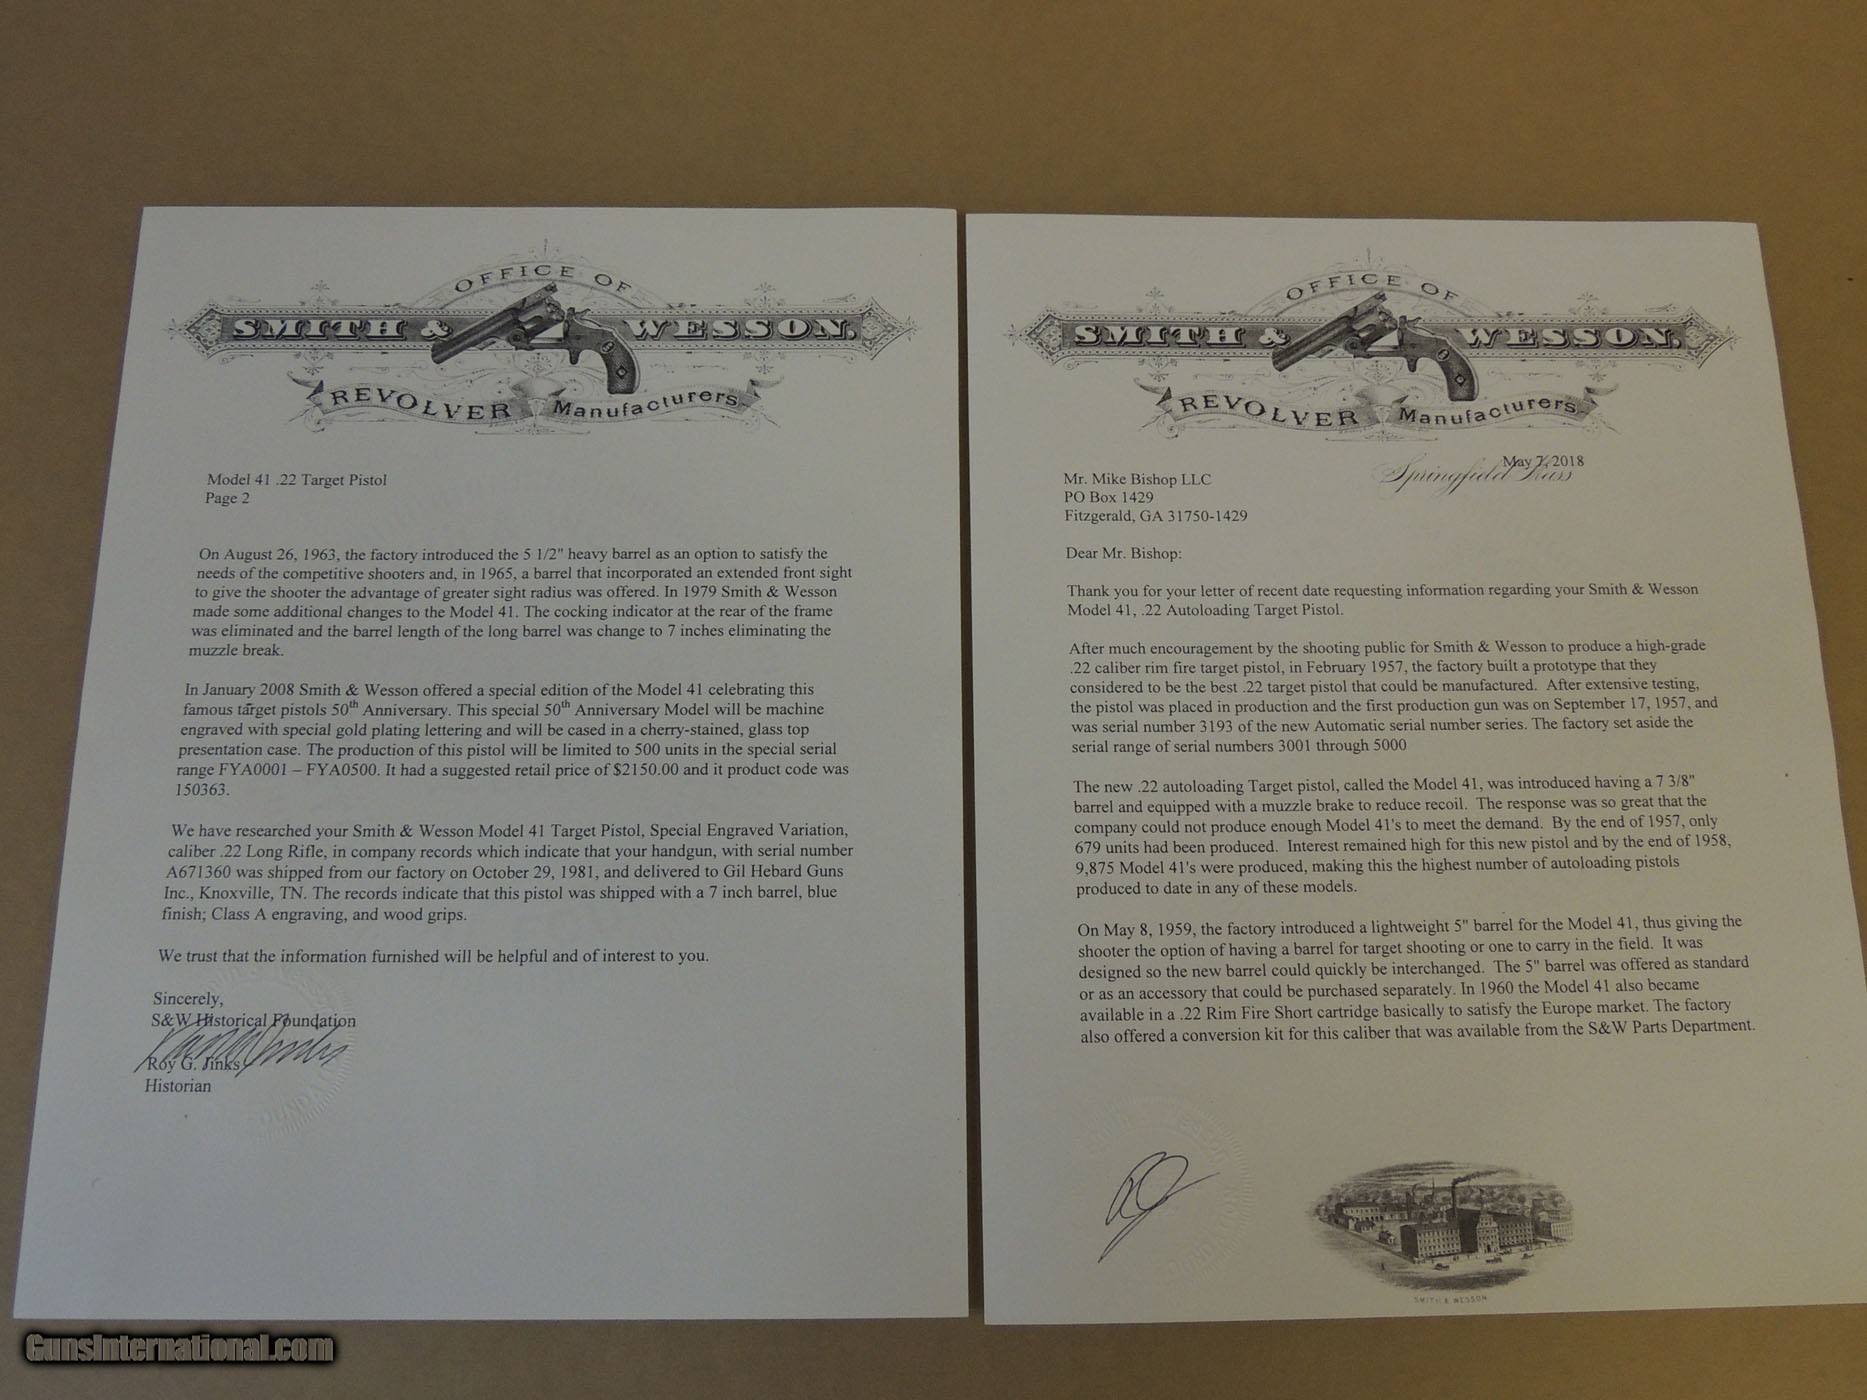 OFFICE OF
SMITH & WESSON.
REVOLVER Manufacturers
Model 41 .22 Target Pistol
Page 2
On August 26, 1963, the factory introduced the 5 1/2" heavy barrel as an option to satisfy the
needs of the competitive shooters and, in 1965, a barrel that incorporated an extended front sight
to give the shooter the advantage of greater sight radius was offered. In 1979 Smith & Wesson
made some additional changes to the Model 41. The cocking indicator at the rear of the frame
was eliminated and the barrel length of the long barrel was change to 7 inches eliminating the
muzzle break.
In January 2008 Smith & Wesson offered a special edition of the Model 41 celebrating this
famous target pistols 50th Anniversary. This special 50th Anniversary Model will be machine
engraved with special gold plating lettering and will be cased in a cherry-stained, glass top
presentation case. The production of this pistol will be limited to 500 units in the special serial
range FYA0001 – FYA0500. It had a suggested retail price of $2150.00 and it product code was
150363.
We have researched your Smith & Wesson Model 41 Target Pistol, Special Engraved Variation,
caliber .22 Long Rifle, in company records which indicate that your handgun, with serial number
A671360 was shipped from our factory on October 29, 1981, and delivered to Gil Hebard Guns
Inc., Knoxville, TN. The records indicate that this pistol was shipped with a 7 inch barrel, blue
finish; Class A engraving, and wood grips.
We trust that the information furnished will be helpful and of interest to you.
Sincerely,
S&W Historical Foundation
Roy G. Jinks
Historian
OFFICE OF
SMITH & WESSON.
REVOLVER Manufacturers
Springfield Mass
May 7, 2018
Mr. Mike Bishop LLC
PO Box 1429
Fitzgerald, GA 31750-1429
Dear Mr. Bishop:
Thank you for your letter of recent date requesting information regarding your Smith & Wesson
Model 41, .22 Autoloading Target Pistol.
After much encouragement by the shooting public for Smith & Wesson to produce a high-grade
.22 caliber rim fire target pistol, in February 1957, the factory built a prototype that they
considered to be the best .22 target pistol that could be manufactured. After extensive testing,
the pistol was placed in production and the first production gun was on September 17, 1957, and
was serial number 3193 of the new Automatic serial number series. The factory set aside the
serial range of serial numbers 3001 through 5000
The new .22 autoloading Target pistol, called the Model 41, was introduced having a 7 3/8"
barrel and equipped with a muzzle brake to reduce recoil. The response was so great that the
company could not produce enough Model 41's to meet the demand. By the end of 1957, only
679 units had been produced. Interest remained high for this new pistol and by the end of 1958,
9,875 Model 41's were produced, making this the highest number of autoloading pistols
produced to date in any of these models.
On May 8, 1959, the factory introduced a lightweight 5" barrel for the Model 41, thus giving the
shooter the option of having a barrel for target shooting or one to carry in the field. It was
designed so the new barrel could quickly be interchanged. The 5" barrel was offered as standard
or as an accessory that could be purchased separately. In 1960 the Model 41 also became
available in a .22 Rim Fire Short cartridge basically to satisfy the Europe market. The factory
also offered a conversion kit for this caliber that was available from the S&W Parts Department.
SMITH & WESSON
GunsInternational.com